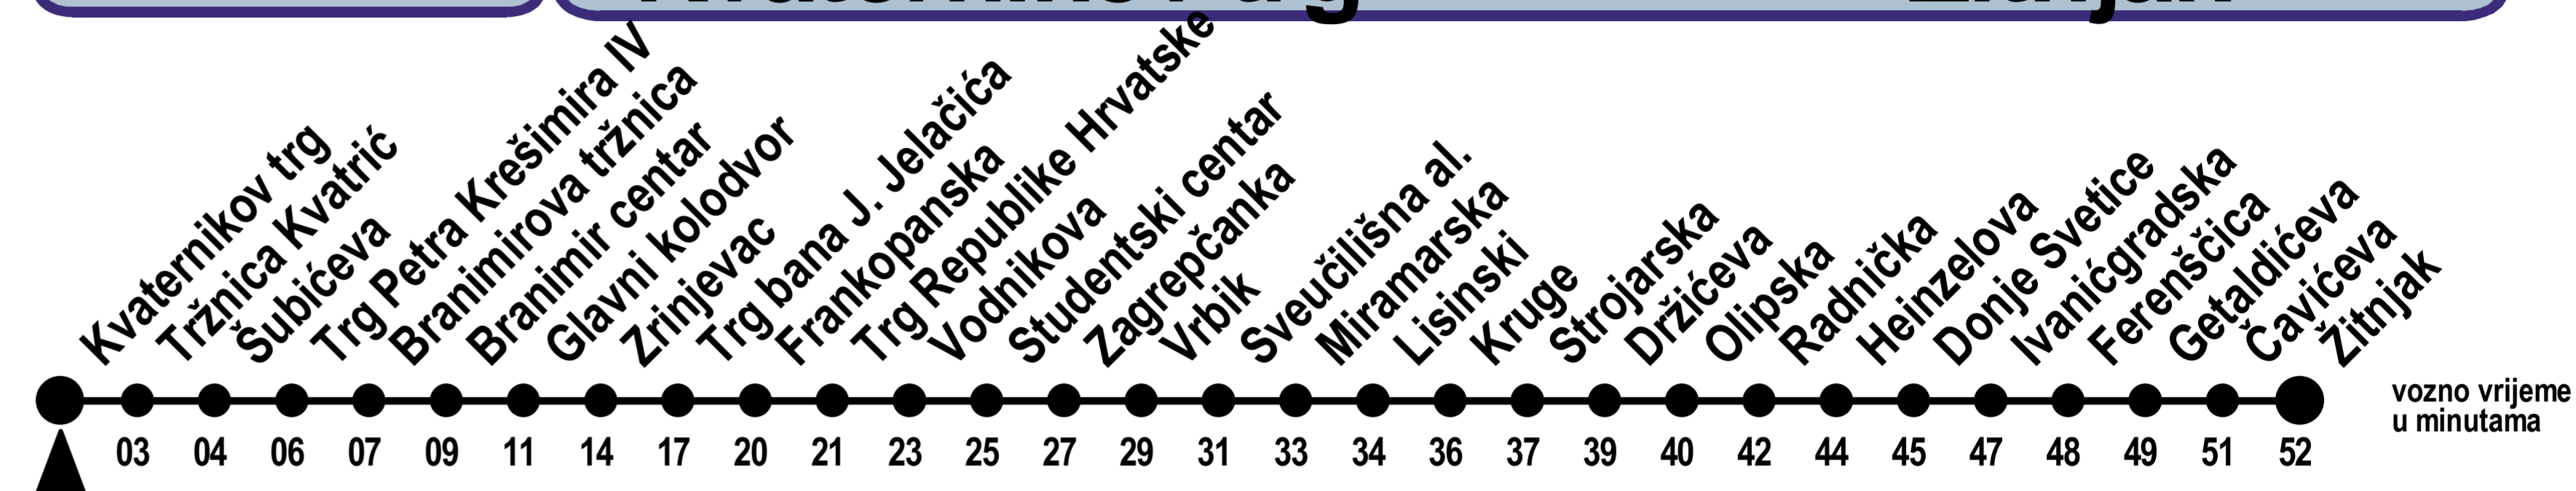 Kvaternikov trg
Tržnica Kvatrić
Šubićeva
Trg Petra Krešimira IV
Branimirova tržnica
Branimir centar
Glavni kolodvor
Zrinjevac
Trg bana J. Jelačića
Frankopanska
Trg Republike Hrvatske
Vodnikova
Studentski centar
Zagrepčanka
Vrbik
Sveučilišna al.
Miramarska
Lisinski
Kruge
Strojarska
Držićeva
Olipska
Radnička
Heinzelova
Donje Svetice
Ivanićgradska
Ferenščica
Getaldićeva
Čavićeva
Žitnjak
03 04 06 07 09 11 14 17 20 21 23 25 27 29 31 33 34 36 37 39 40 42 44 45 47 48 49 51 52
vozno vrijeme
u minutama